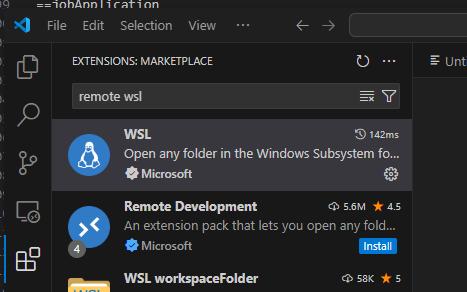 ==jobApplication
File Edit Selection View ···
EXTENSIONS: MARKETPLACE
Unt
remote wsl
WSL 142ms
Open any folder in the Windows Subsystem fo...
Microsoft
Remote Development 5.6M 4.5
An extension pack that lets you open any fold...
4 Microsoft Install
WSL workspaceFolder 58K 5
WSL